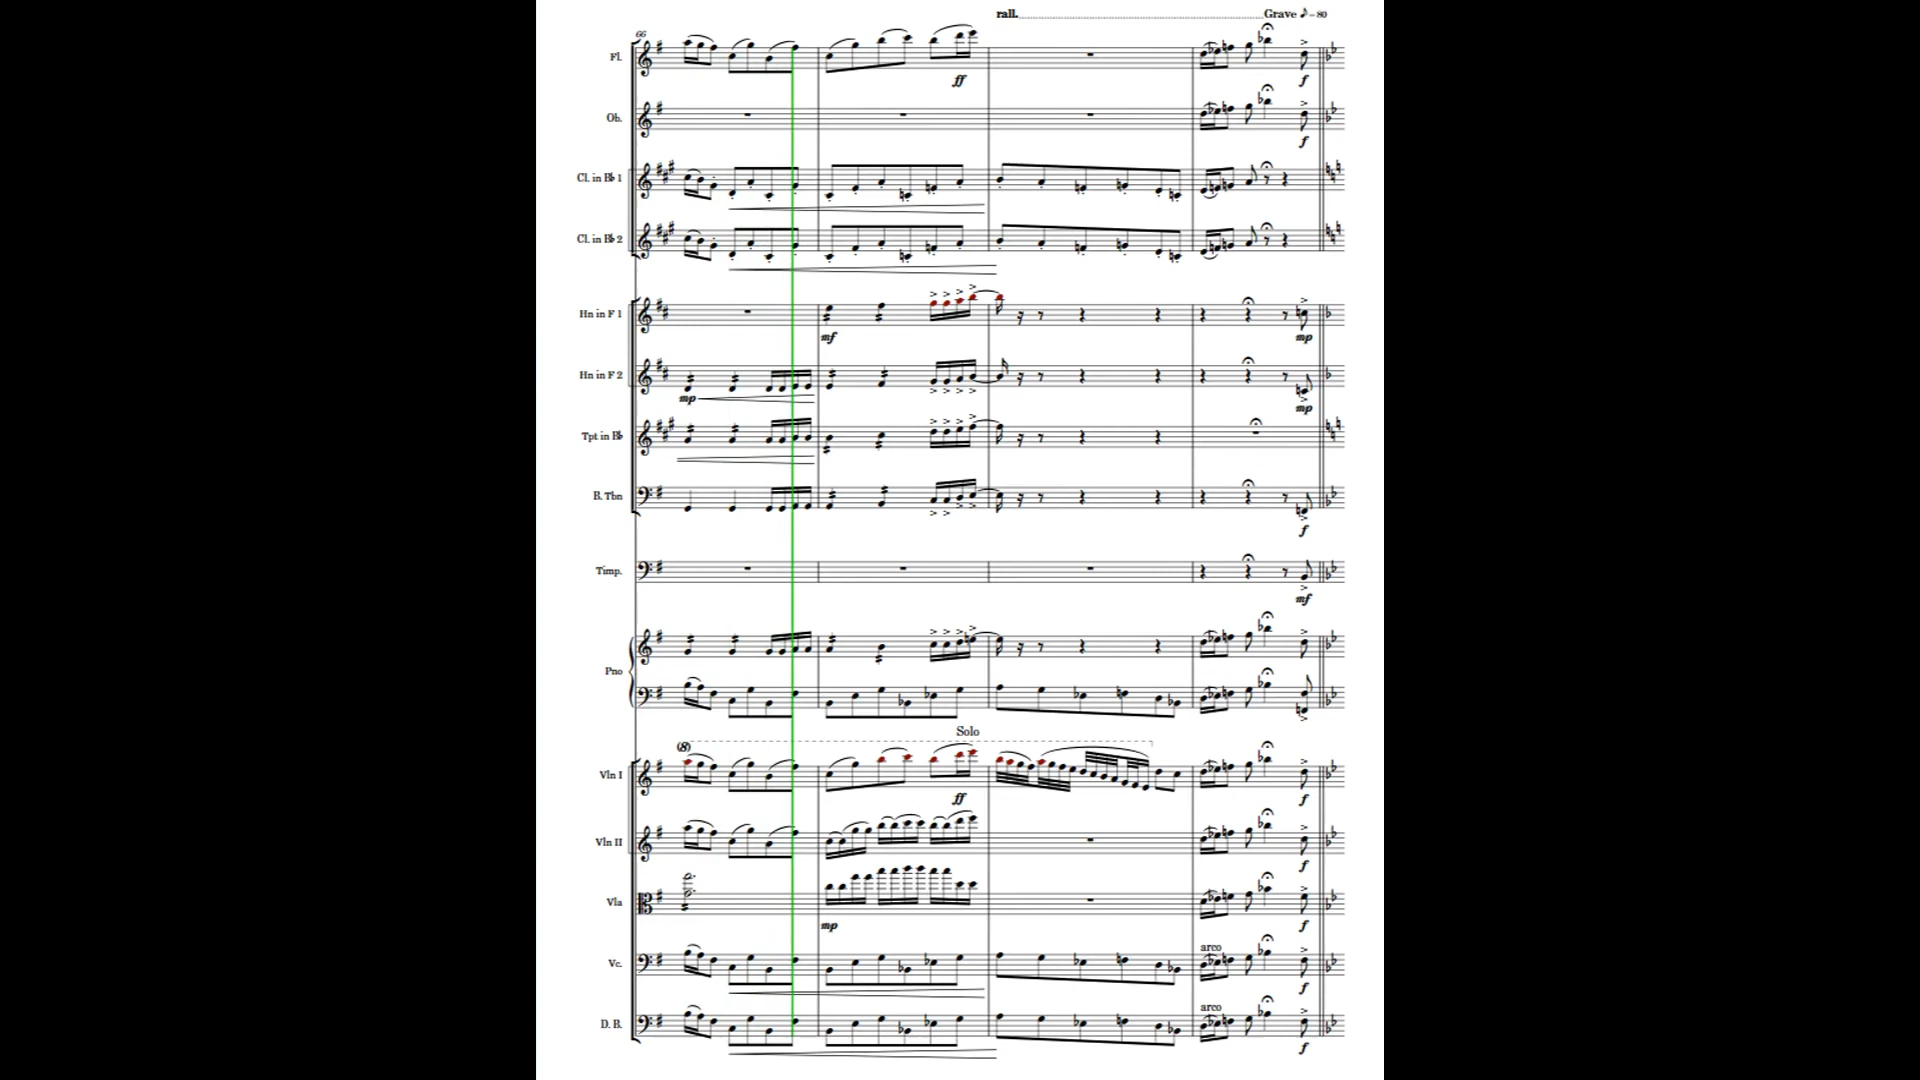 rall. Grave ♪=80
66
Fl.
ff
f
Ob.
f
Cl. in B♭ 1
Cl. in B♭ 2
Hn in F 1
mf
mp
Hn in F 2
mp
mp
Tpt in B♭
B. Tbn
f
Timp.
mf
Pno
Solo
(8)
Vln I
ff
f
Vln II
f
Vla
mp
f
arco
Vc.
f
arco
D. B.
f